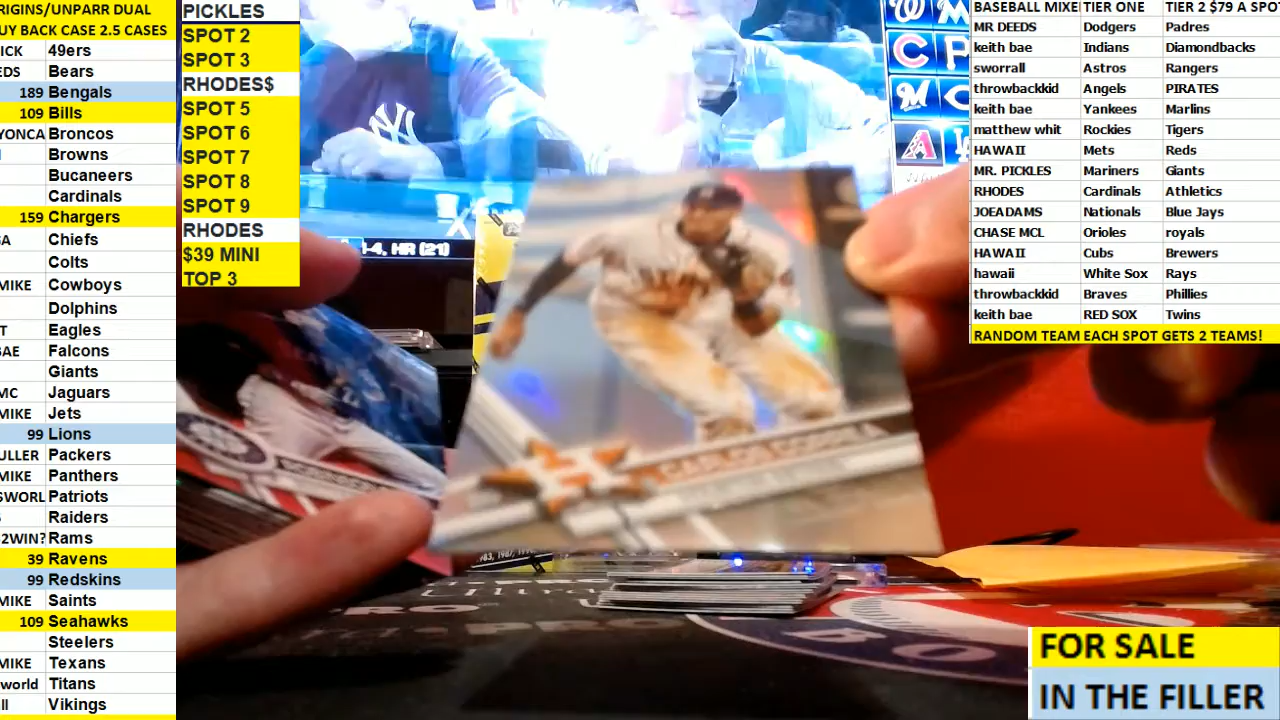 RIGINS/UNPARR DUAL
UY BACK CASE 2.5 CASES
ICK 49ers
EDS Bears
189 Bengals
109 Bills
YONCA Broncos
Browns
Bucaneers
Cardinals
159 Chargers
GA Chiefs
Colts
MIKE Cowboys
Dolphins
T Eagles
BAE Falcons
Giants
MC Jaguars
MIKE Jets
99 Lions
ULLER Packers
MIKE Panthers
SWORL Patriots
Raiders
2WIN? Rams
39 Ravens
99 Redskins
MIKE Saints
109 Seahawks
Steelers
MIKE Texans
world Titans
ll Vikings
PICKLES
SPOT 2
SPOT 3
RHODES$
SPOT 5
SPOT 6
SPOT 7
SPOT 8
SPOT 9
RHODES
$39 MINI
TOP 3
I-4, HR (21)
BASEBALL MIXE TIER ONE TIER 2 $79 A SPOT
MR DEEDS Dodgers Padres
keith bae Indians Diamondbacks
sworrall Astros Rangers
throwbackkid Angels PIRATES
keith bae Yankees Marlins
matthew whit Rockies Tigers
HAWAII Mets Reds
MR. PICKLES Mariners Giants
RHODES Cardinals Athletics
JOEADAMS Nationals Blue Jays
CHASE MCL Orioles royals
HAWAII Cubs Brewers
hawaii White Sox Rays
throwbackkid Braves Phillies
keith bae RED SOX Twins
RANDOM TEAM EACH SPOT GETS 2 TEAMS!
FOR SALE
IN THE FILLER